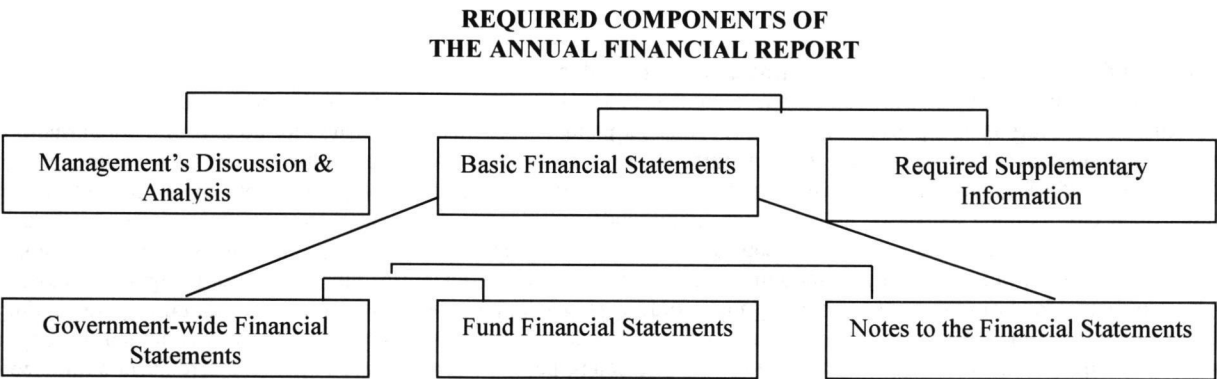 REQUIRED COMPONENTS OF
THE ANNUAL FINANCIAL REPORT
Management's Discussion &
Analysis
Basic Financial Statements
Required Supplementary
Information
Government-wide Financial
Statements
Fund Financial Statements
Notes to the Financial Statements